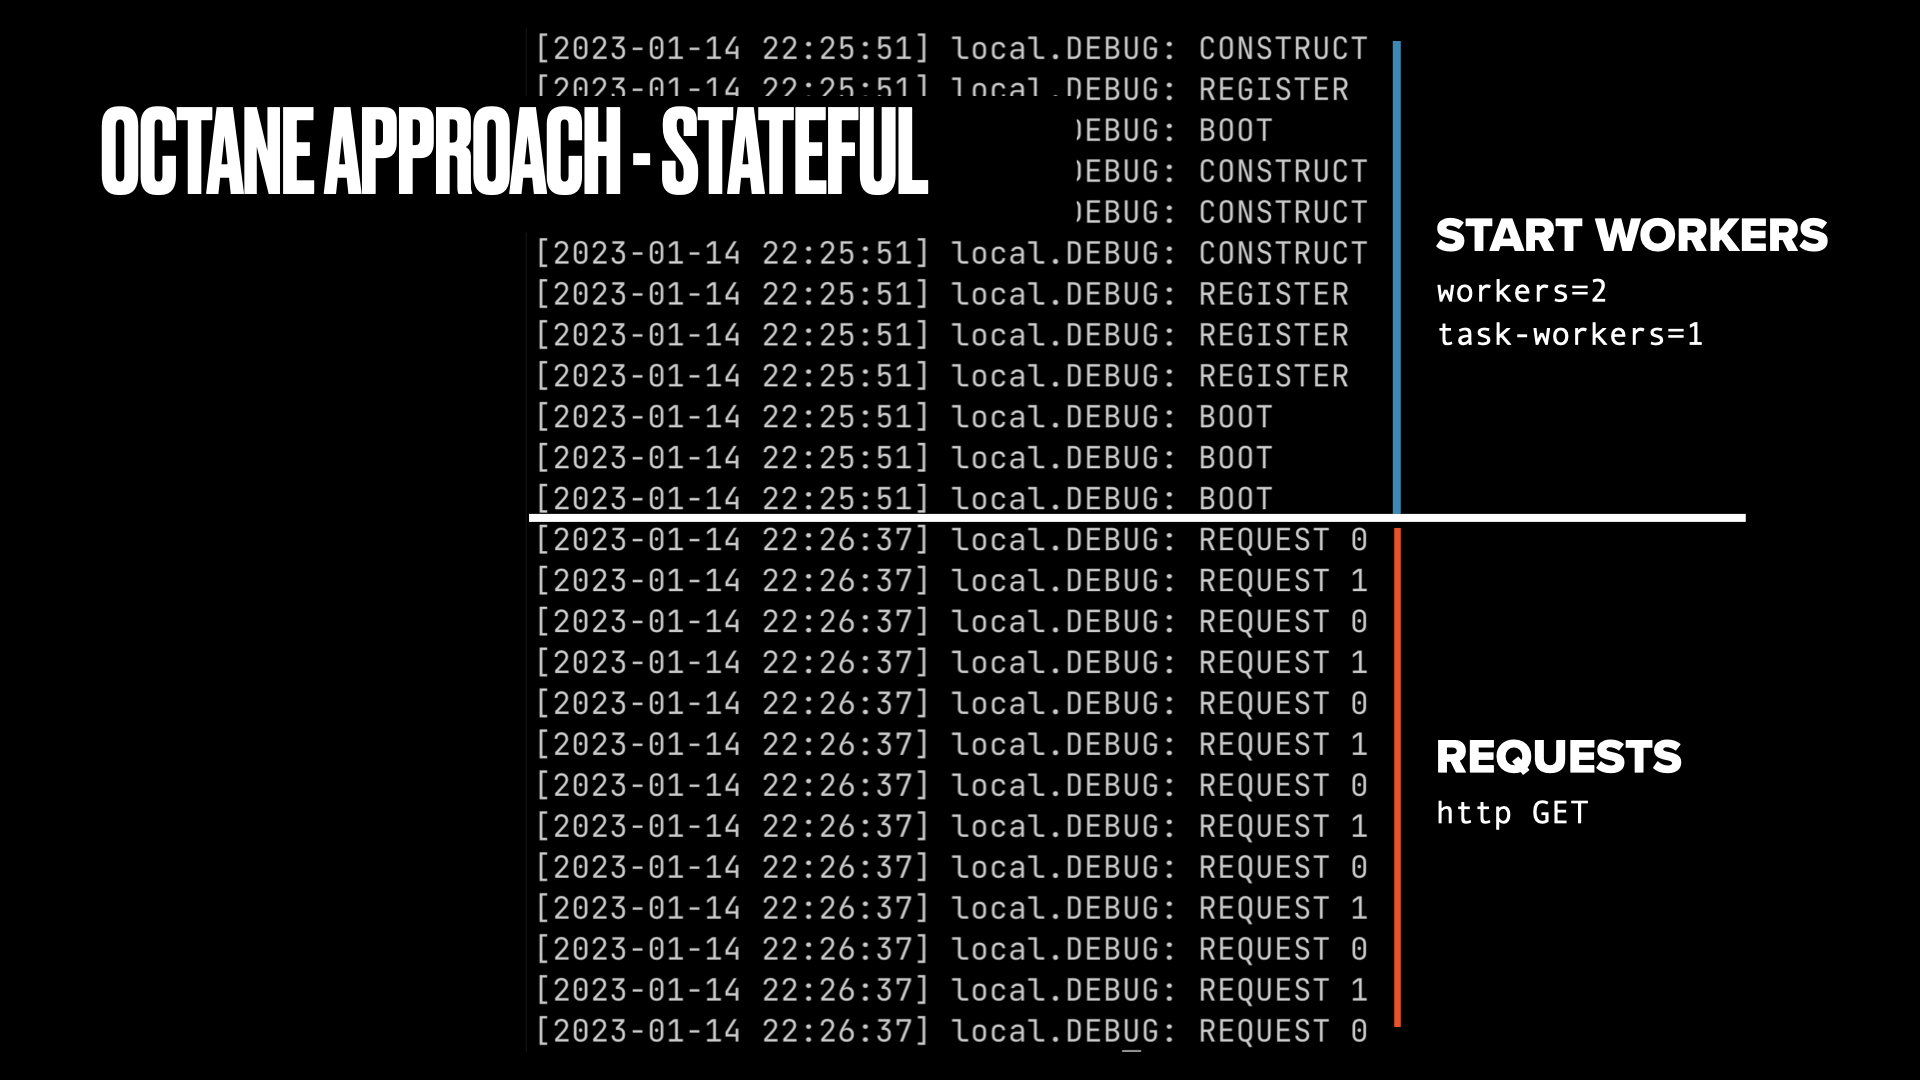 OCTANE APPROACH - STATEFUL
[2023-01-14 22:25:51] local.DEBUG: CONSTRUCT
[2023-01-14 22:25:51] local.DEBUG: REGISTER
DEBUG: BOOT
DEBUG: CONSTRUCT
DEBUG: CONSTRUCT
[2023-01-14 22:25:51] local.DEBUG: CONSTRUCT
[2023-01-14 22:25:51] local.DEBUG: REGISTER
[2023-01-14 22:25:51] local.DEBUG: REGISTER
[2023-01-14 22:25:51] local.DEBUG: REGISTER
[2023-01-14 22:25:51] local.DEBUG: BOOT
[2023-01-14 22:25:51] local.DEBUG: BOOT
[2023-01-14 22:25:51] local.DEBUG: BOOT
START WORKERS
workers=2
task-workers=1
[2023-01-14 22:26:37] local.DEBUG: REQUEST 0
[2023-01-14 22:26:37] local.DEBUG: REQUEST 1
[2023-01-14 22:26:37] local.DEBUG: REQUEST 0
[2023-01-14 22:26:37] local.DEBUG: REQUEST 1
[2023-01-14 22:26:37] local.DEBUG: REQUEST 0
[2023-01-14 22:26:37] local.DEBUG: REQUEST 1
[2023-01-14 22:26:37] local.DEBUG: REQUEST 0
[2023-01-14 22:26:37] local.DEBUG: REQUEST 1
[2023-01-14 22:26:37] local.DEBUG: REQUEST 0
[2023-01-14 22:26:37] local.DEBUG: REQUEST 1
[2023-01-14 22:26:37] local.DEBUG: REQUEST 0
[2023-01-14 22:26:37] local.DEBUG: REQUEST 1
[2023-01-14 22:26:37] local.DEBUG: REQUEST 0
REQUESTS
http GET